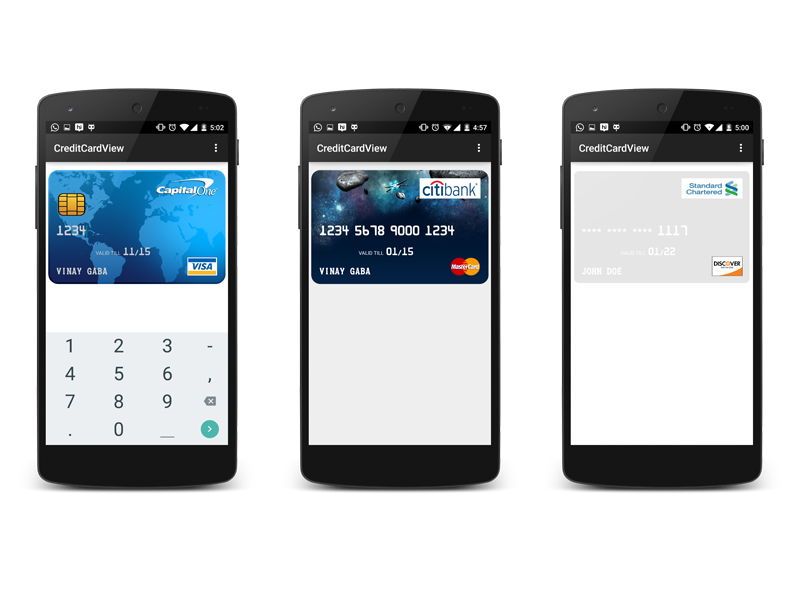 5:02
CreditCardView
Capital One
1234
VALID TILL 11/15
VINAY GABA
VISA
1 2 3 -
4 5 6 ,
7 8 9
. 0 _
4:57
CreditCardView
citibank
1234 5678 9000 1234
VALID TILL 01/15
VINAY GABA
MasterCard
5:00
CreditCardView
Standard
Chartered
**** **** **** 1117
VALID TILL 01/22
JOHN DOE
DISCOVER